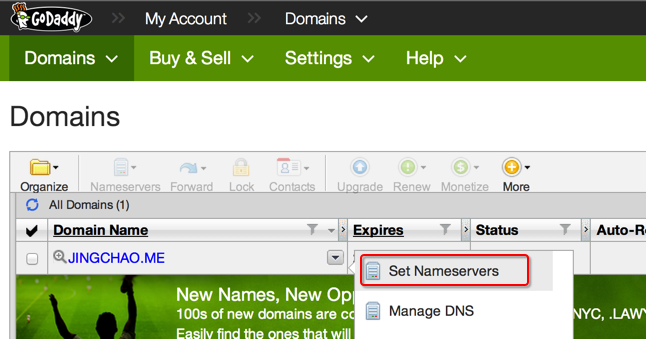 GoDaddy My Account Domains
Domains Buy & Sell Settings Help
Domains
Organize Nameservers Forward Lock Contacts Upgrade Renew Monetize More
All Domains (1)
Domain Name Expires Status Auto-Re
JINGCHAO.ME
Set Nameservers
Manage DNS
New Names, New Opp
100s of new domains are co
NYC, .LAWY
Easily find the ones that will